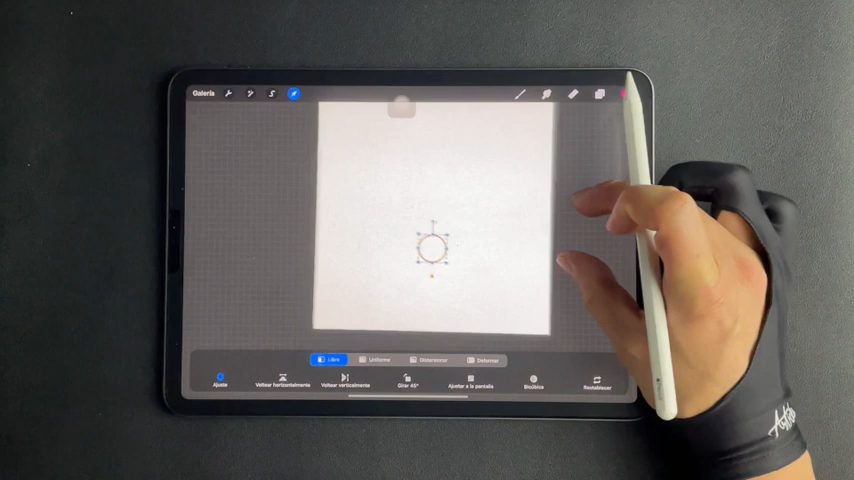 Galería
Libre
Uniforme
Distorsionar
Deformar
Ajuste
Voltear horizontalmente
Voltear verticalmente
Girar 45°
Ajustar a la pantalla
Bicúbica
Restablecer